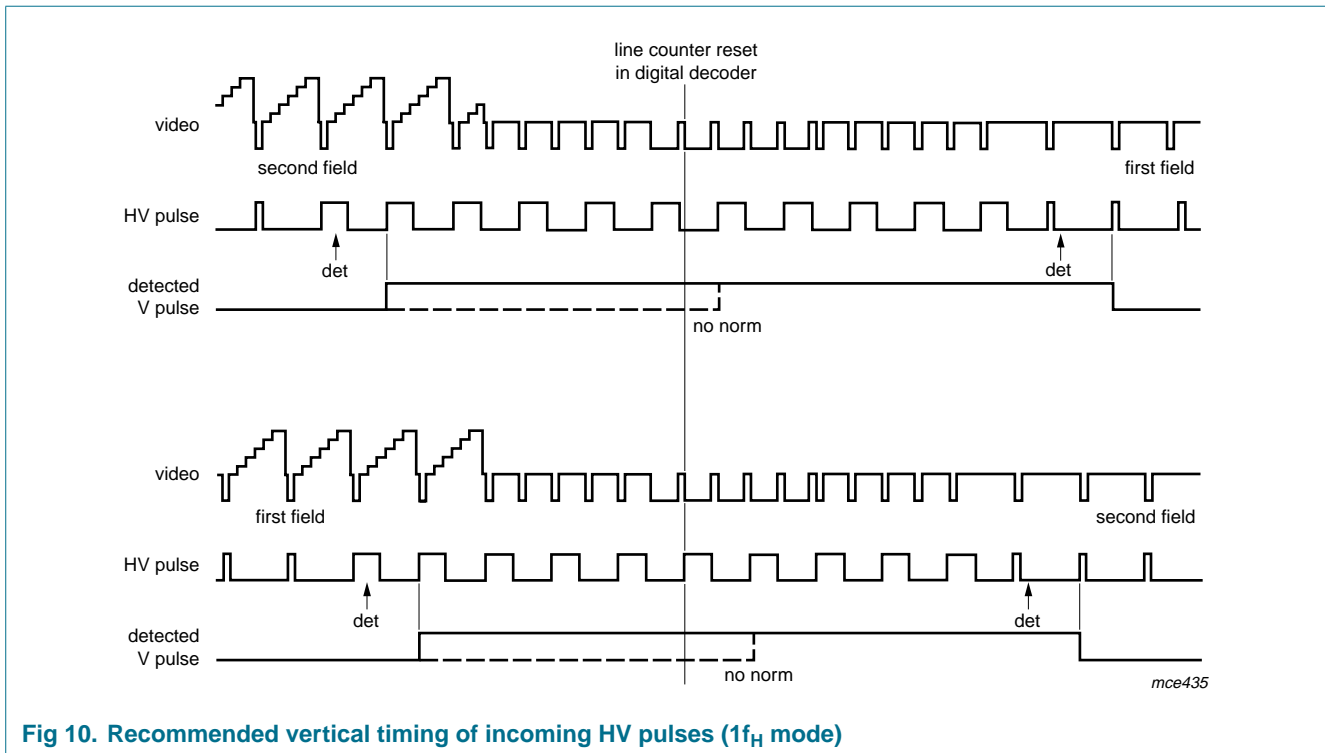 line counter reset
in digital decoder
video
second field
first field
HV pulse
det
det
detected
V pulse
no norm
video
first field
second field
HV pulse
det
det
detected
V pulse
no norm
mce435
Fig 10. Recommended vertical timing of incoming HV pulses (1fH mode)